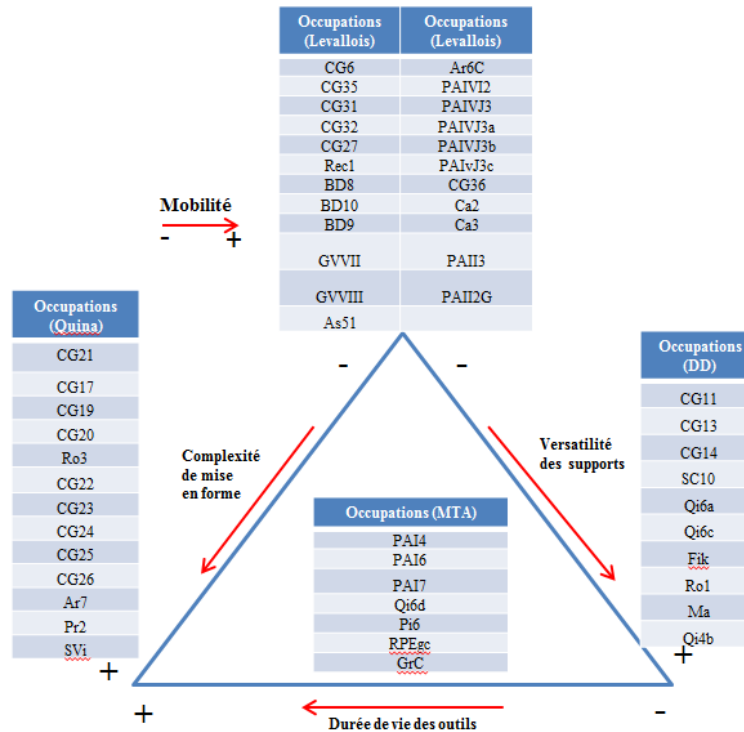 Occupations Occupations
(Levallois) (Levallois)
CG6 Ar6C
CG35 PAIVI2
CG31 PAIVJ3
CG32 PAIVJ3a
CG27 PAIVJ3b
Rec1 PAIvJ3c
BD8 CG36
BD10 Ca2
BD9 Ca3
GVVII PAII3
GVVIII PAII2G
As51
Mobilité
- +
Occupations
(Quina)
CG21
CG17
CG19
CG20
Ro3
CG22
CG23
CG24
CG25
CG26
Ar7
Pr2
SVi
- -
Complexité
de mise
en forme
Versatilité
des supports
Occupations (MTA)
PAI4
PAI6
PAI7
Qi6d
Pi6
RPEgc
GrC
Occupations
(DD)
CG11
CG13
CG14
SC10
Qi6a
Qi6c
Fik
Ro1
Ma
Qi4b
+ +
+ -
Durée de vie des outils